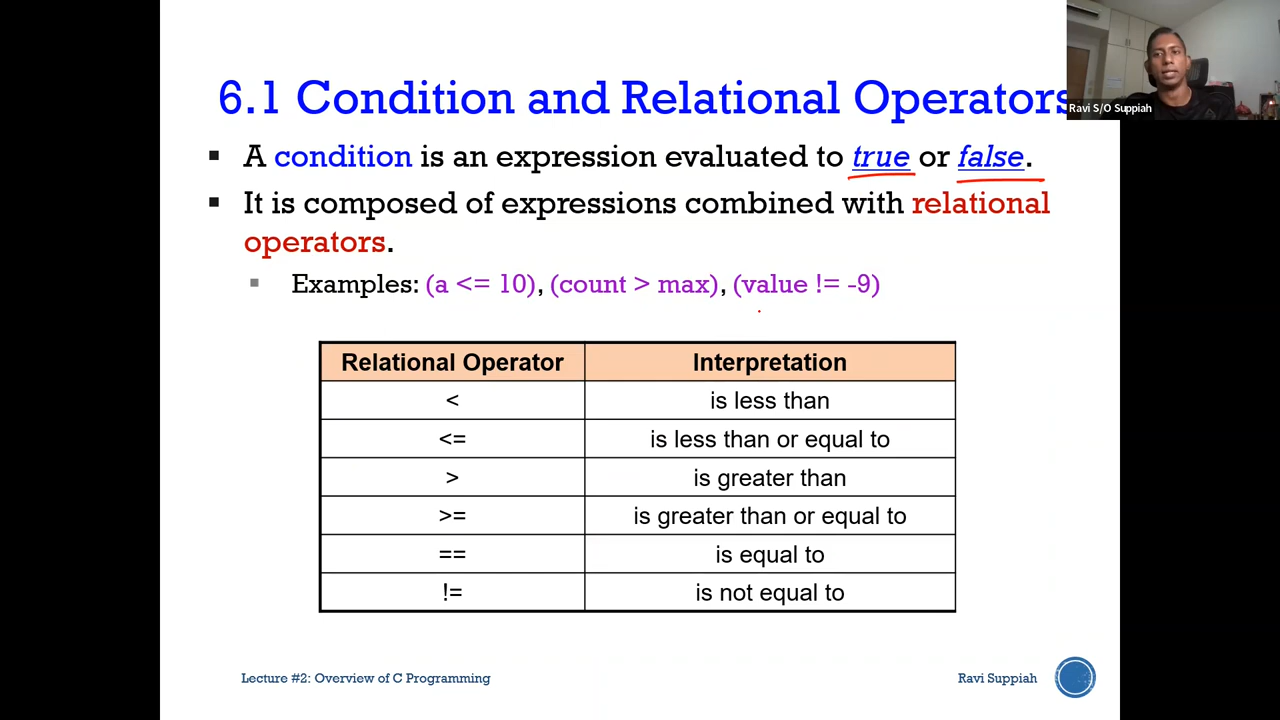 6.1 Condition and Relational Operators
Ravi S/O Suppiah
▪ A condition is an expression evaluated to true or false.
▪ It is composed of expressions combined with relational
operators.
▪ Examples: (a <= 10), (count > max), (value != -9)
Relational Operator Interpretation
< is less than
<= is less than or equal to
> is greater than
>= is greater than or equal to
== is equal to
!= is not equal to
Lecture #2: Overview of C Programming Ravi Suppiah